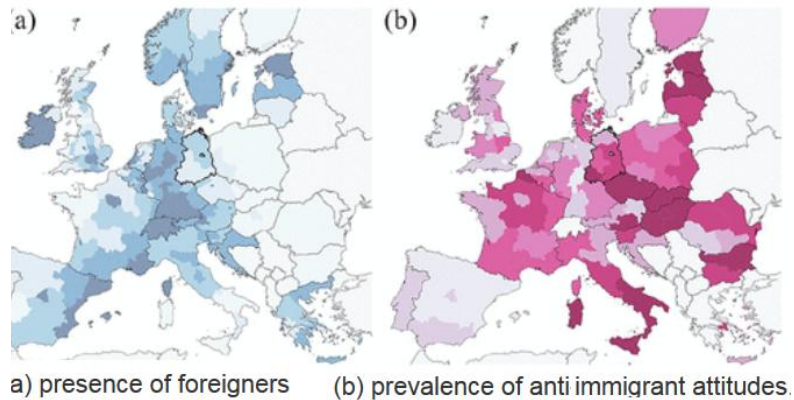 (a)
(b)
a) presence of foreigners
(b) prevalence of anti immigrant attitudes.